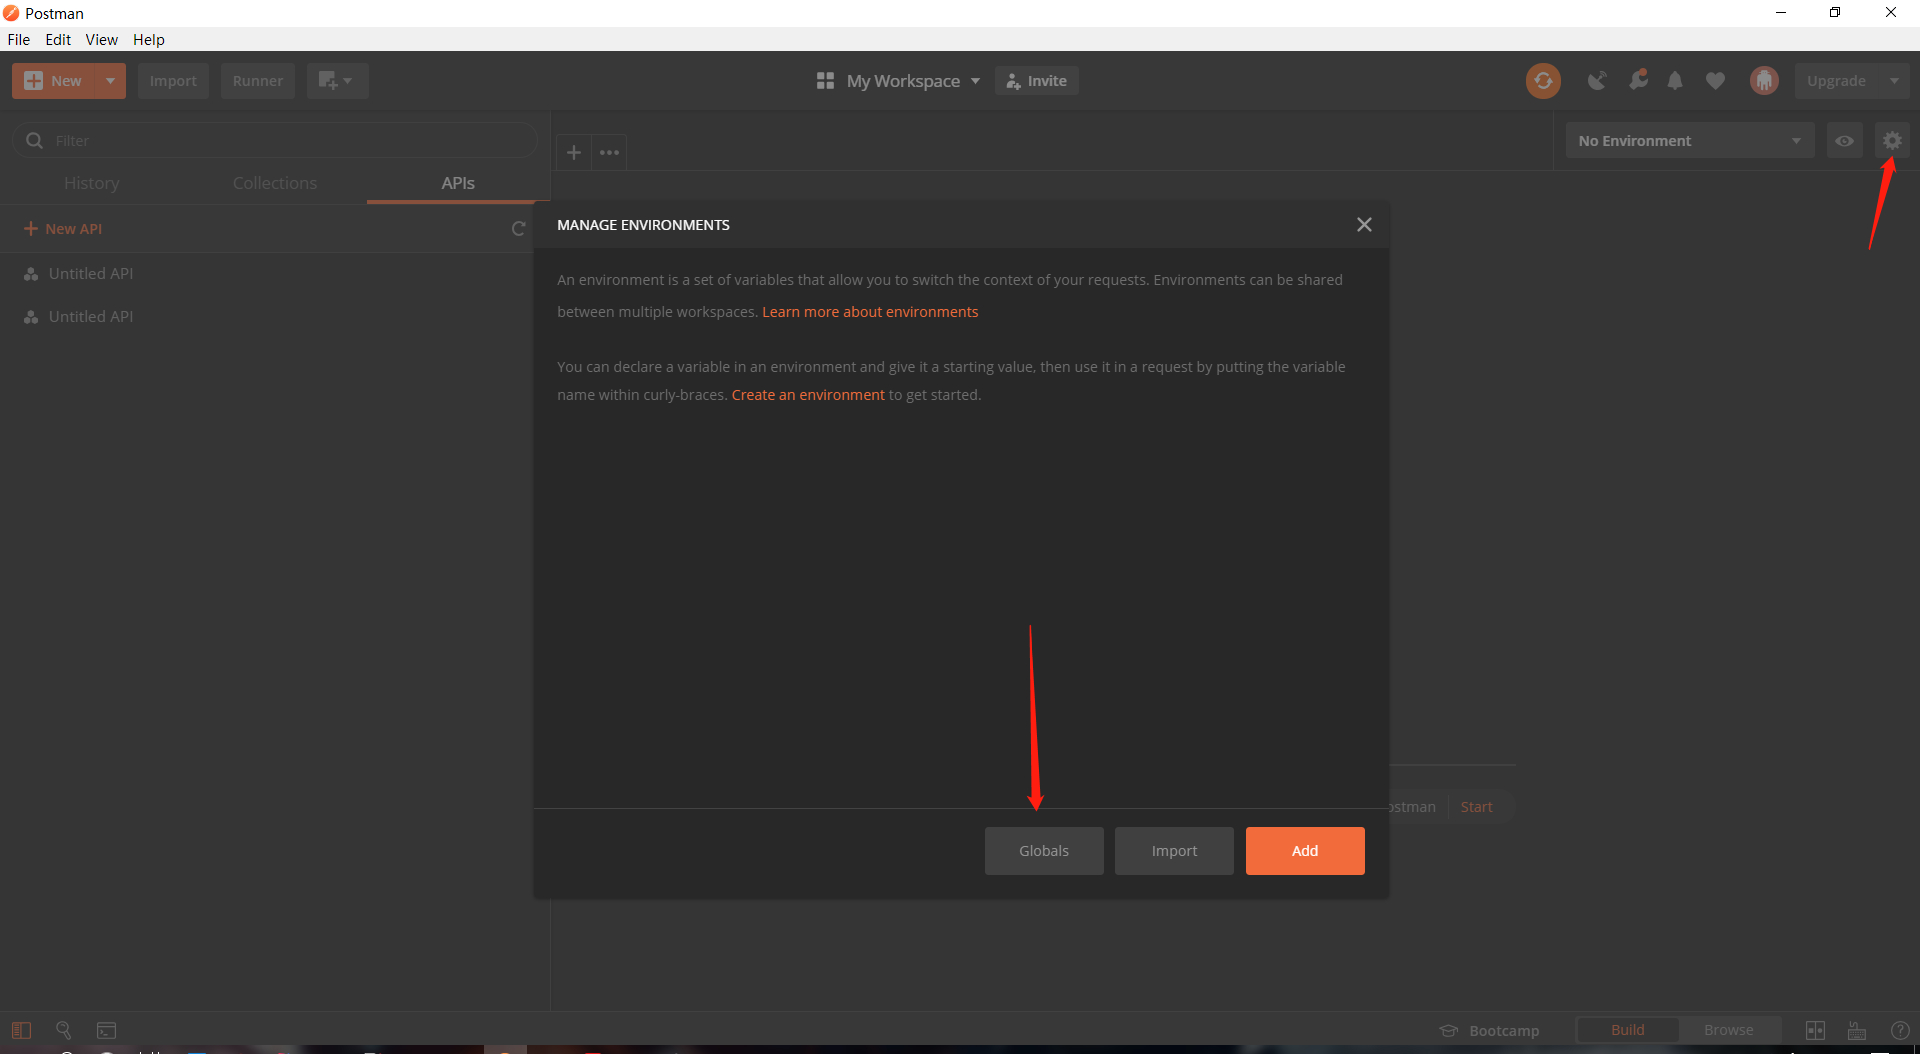 Postman
File Edit View Help
New Import Runner My Workspace Invite Upgrade
Filter
No Environment
History Collections APIs
New API
Untitled API
Untitled API
MANAGE ENVIRONMENTS
An environment is a set of variables that allow you to switch the context of your requests. Environments can be shared
between multiple workspaces. Learn more about environments
You can declare a variable in an environment and give it a starting value, then use it in a request by putting the variable
name within curly-braces. Create an environment to get started.
ostman Start
Globals Import Add
Bootcamp Build Browse